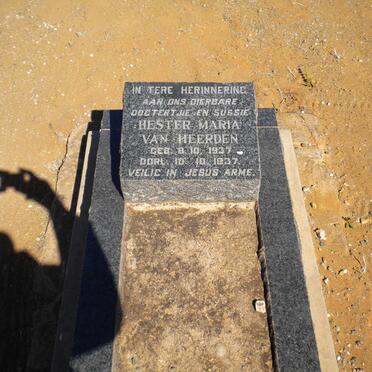 IN TERE HERINNERING
AAN ONS DIERBARE
DOGTERTJIE EN SUSSIE
HESTER MARIA
VAN HEERDEN
GEB. 8.10.1937
OORL. 10.10.1937.
VEILIG IN JESUS ARME.